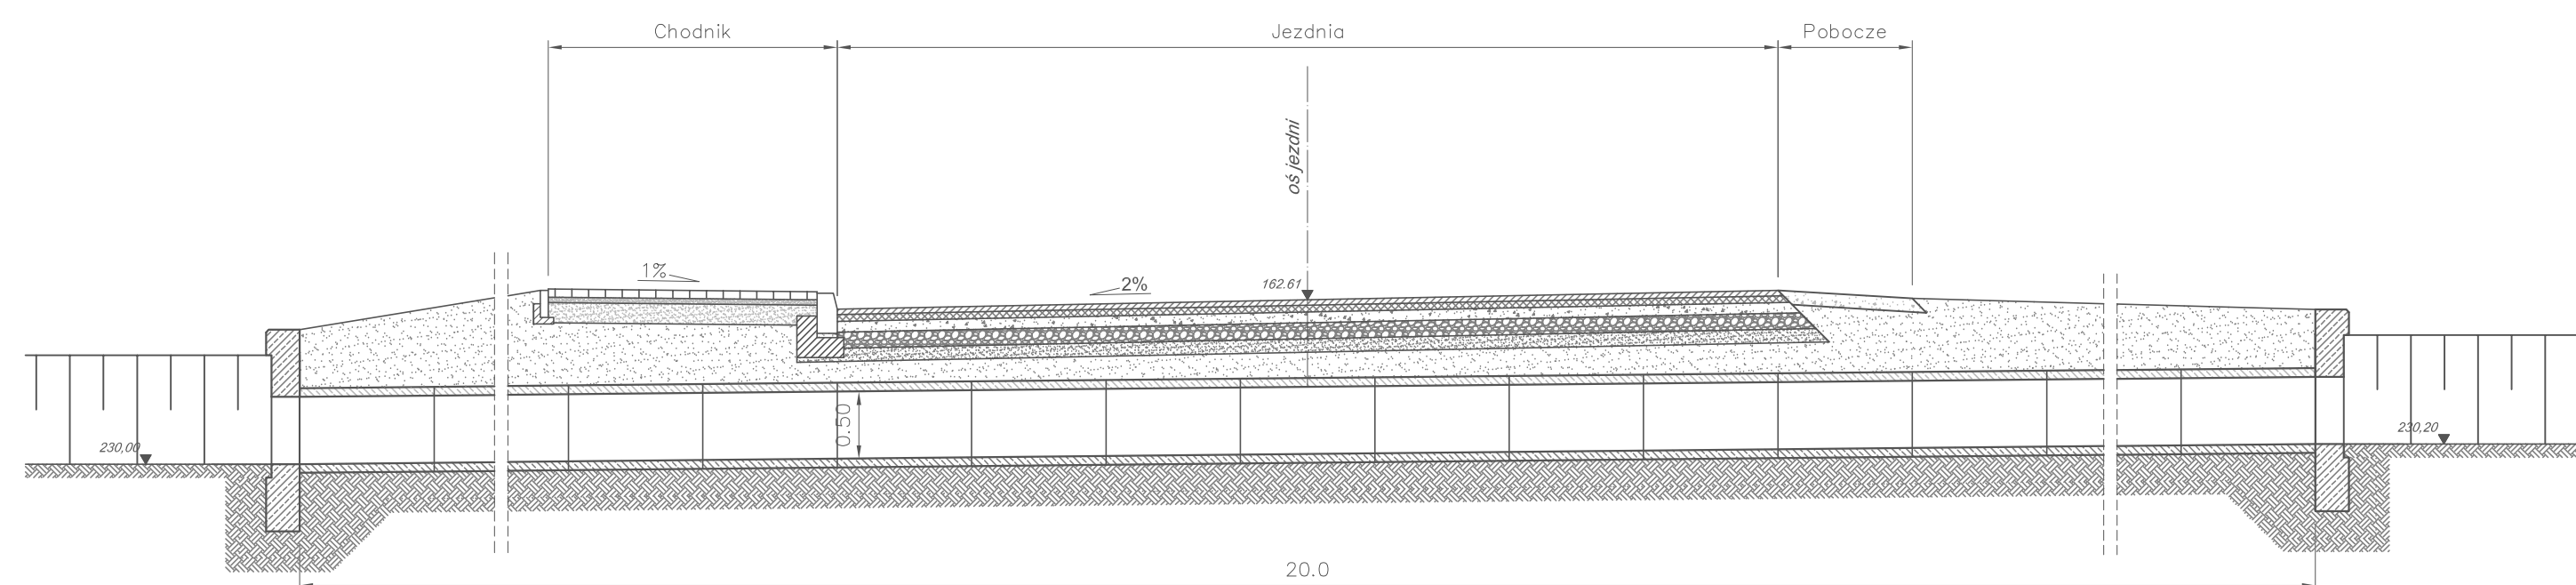 Chodnik
Jezdnia
Pobocze
oś jezdni
1%
2%
162.61
0.50
230,00
230,20
20.0